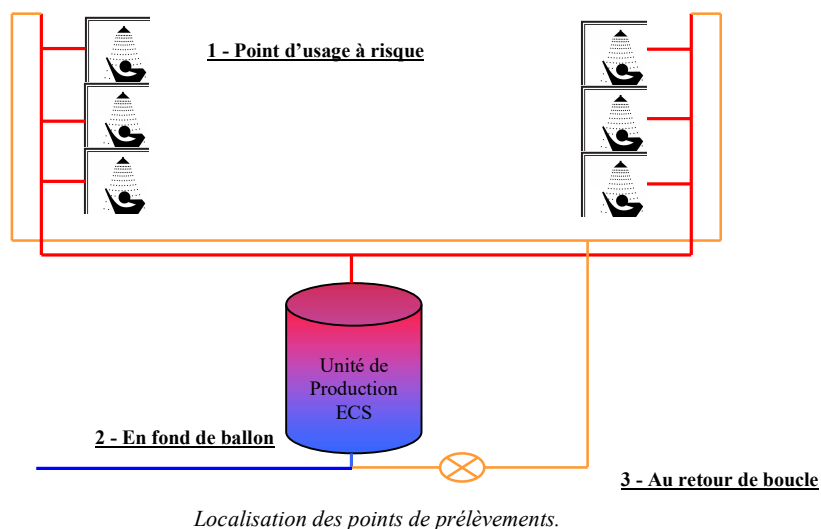 1 - Point d'usage à risque
Unité de
Production
ECS
2 - En fond de ballon
3 - Au retour de boucle
Localisation des points de prélèvements.